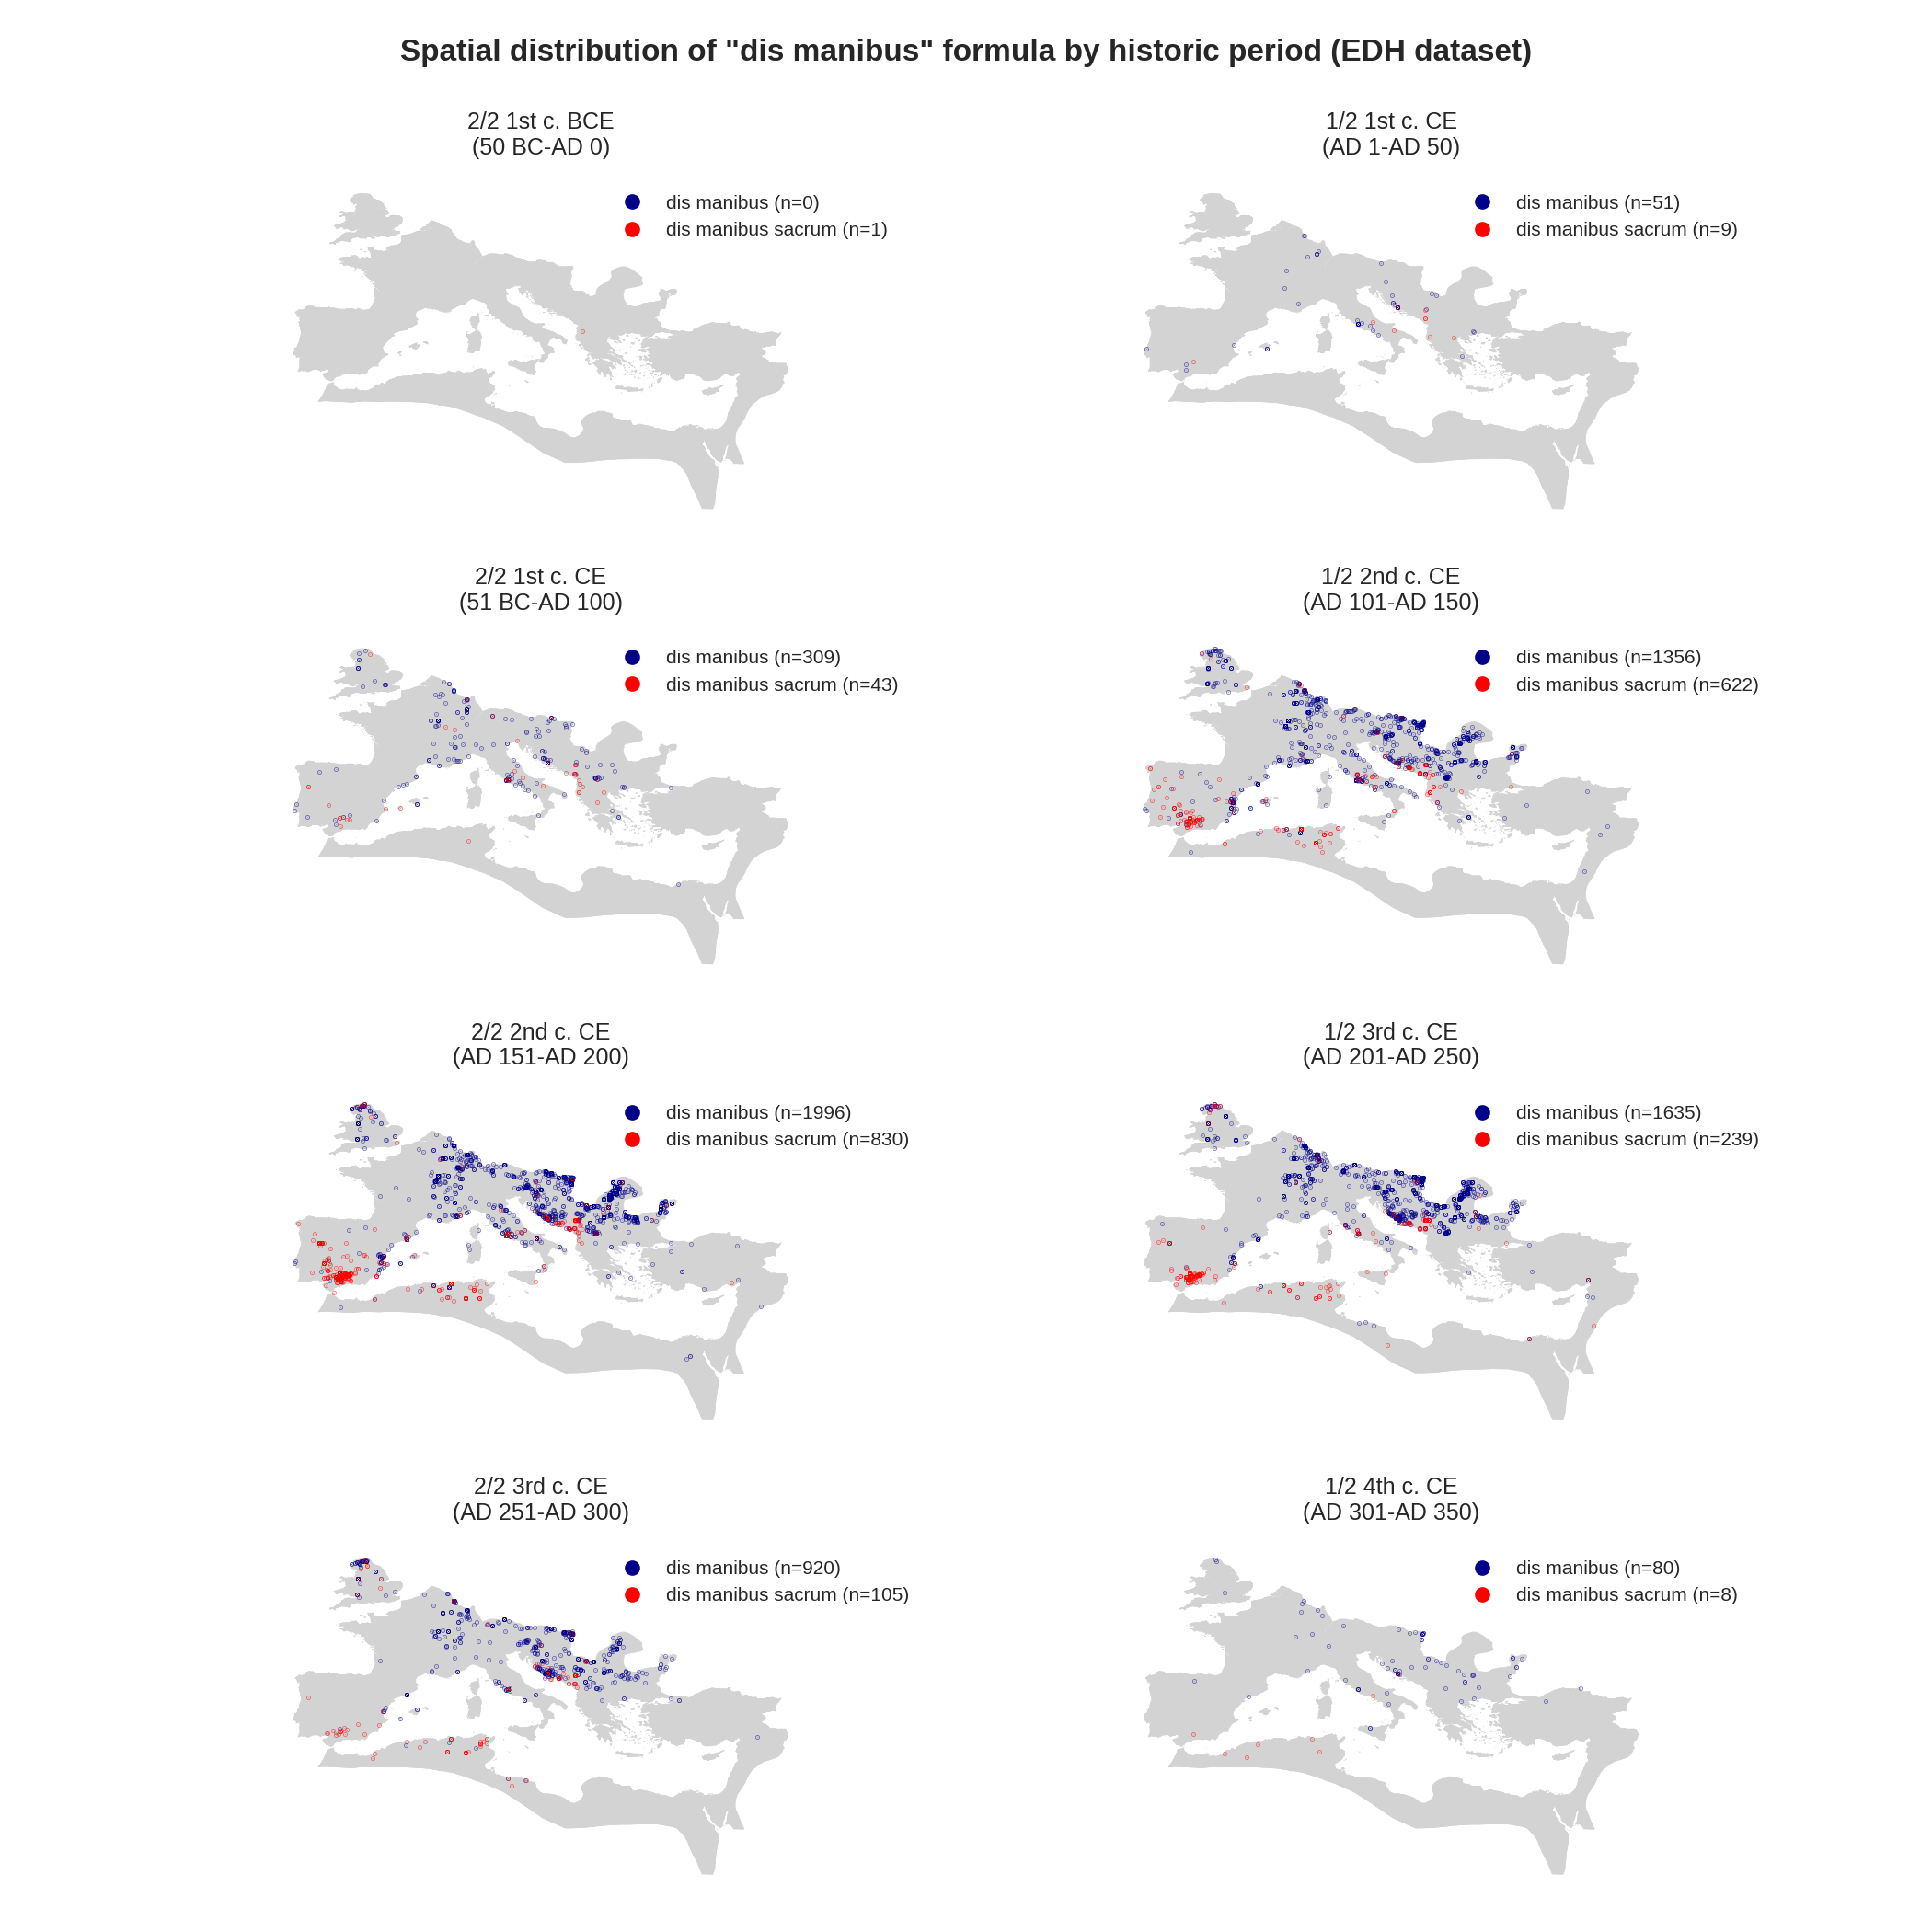 Spatial distribution of "dis manibus" formula by historic period (EDH dataset)
2/2 1st c. BCE
(50 BC-AD 0)
dis manibus (n=0)
dis manibus sacrum (n=1)
1/2 1st c. CE
(AD 1-AD 50)
dis manibus (n=51)
dis manibus sacrum (n=9)
2/2 1st c. CE
(51 BC-AD 100)
dis manibus (n=309)
dis manibus sacrum (n=43)
1/2 2nd c. CE
(AD 101-AD 150)
dis manibus (n=1356)
dis manibus sacrum (n=622)
2/2 2nd c. CE
(AD 151-AD 200)
dis manibus (n=1996)
dis manibus sacrum (n=830)
1/2 3rd c. CE
(AD 201-AD 250)
dis manibus (n=1635)
dis manibus sacrum (n=239)
2/2 3rd c. CE
(AD 251-AD 300)
dis manibus (n=920)
dis manibus sacrum (n=105)
1/2 4th c. CE
(AD 301-AD 350)
dis manibus (n=80)
dis manibus sacrum (n=8)